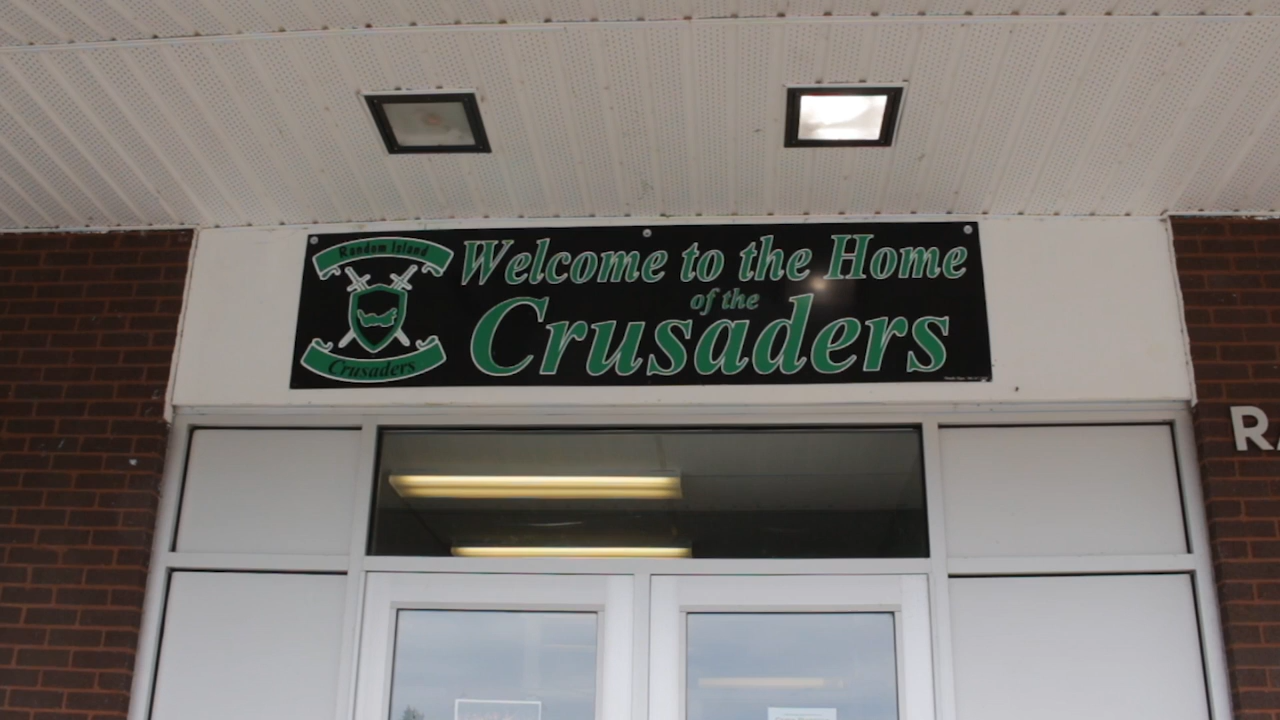 Random Island
Crusaders
Welcome to the Home
of the
Crusaders
R